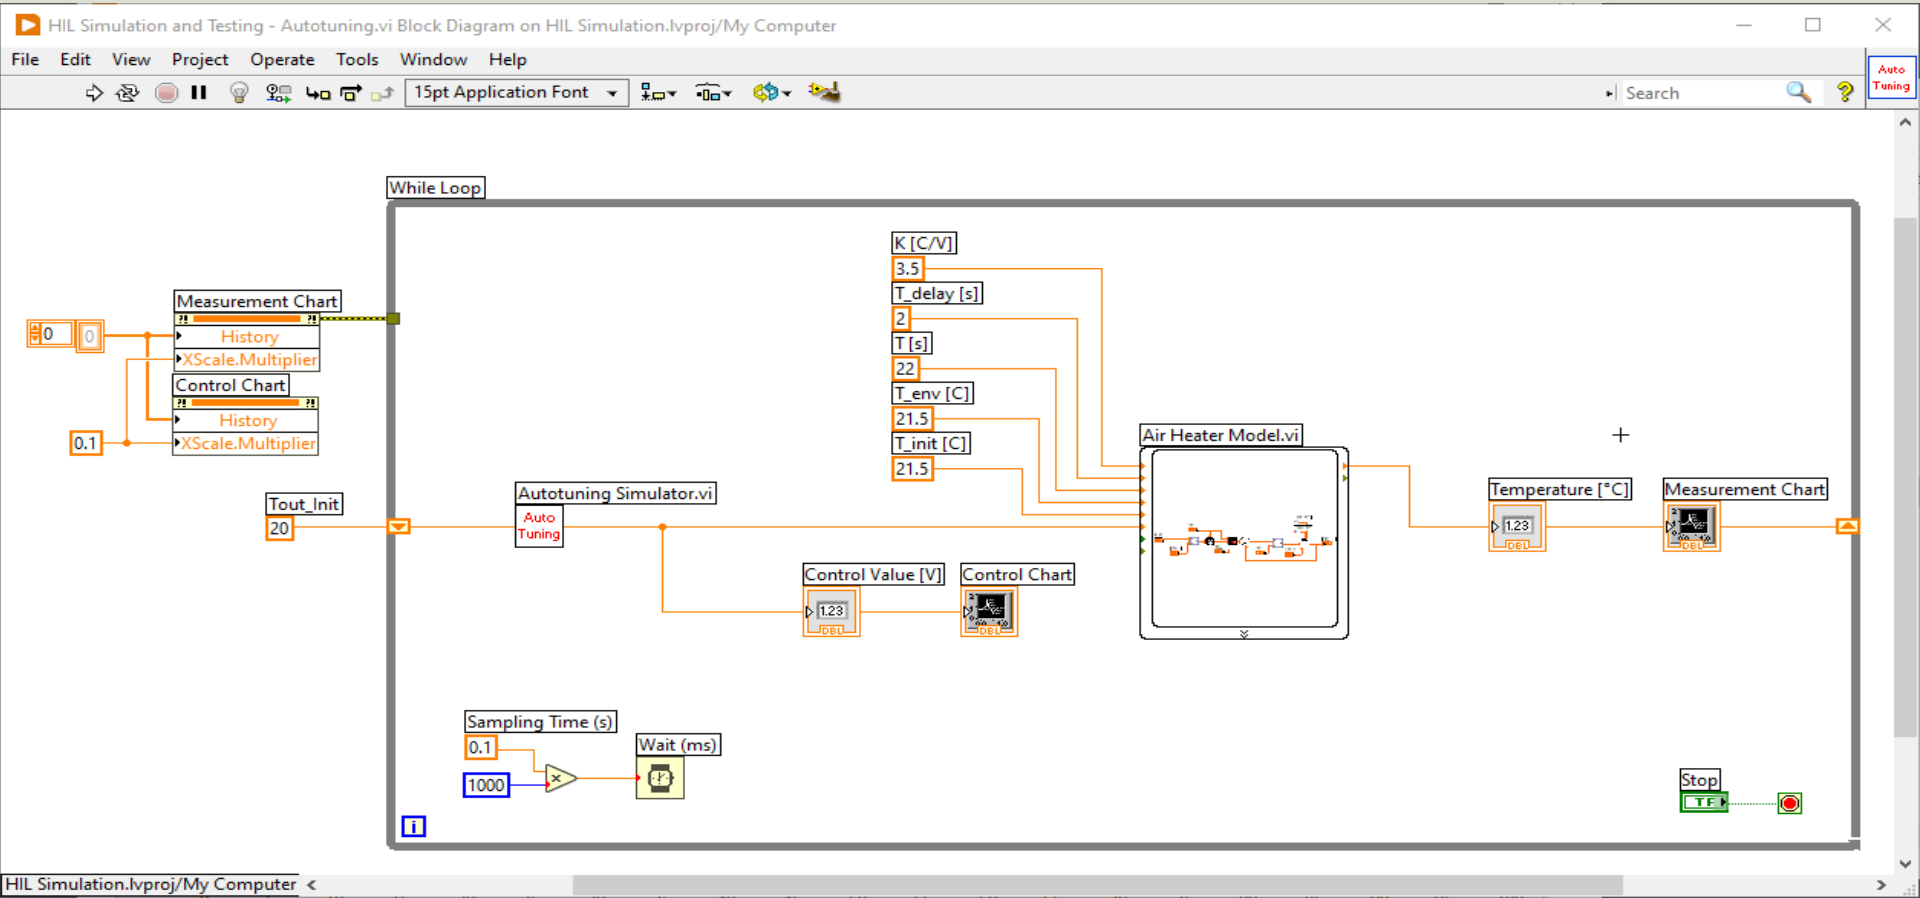 HIL Simulation and Testing - Autotuning.vi Block Diagram on HIL Simulation.lvproj/My Computer
File Edit View Project Operate Tools Window Help
15pt Application Font
Search
Auto
Tuning
While Loop
K [C/V]
3.5
T_delay [s]
2
T [s]
22
T_env [C]
21.5
T_init [C]
21.5
Measurement Chart
0 0
History
XScale.Multiplier
Control Chart
History
0.1
XScale.Multiplier
Tout_Init
20
Autotuning Simulator.vi
Auto
Tuning
Air Heater Model.vi
Temperature [°C]
1.23
DBL
Measurement Chart
DBL
Control Value [V]
1.23
DBL
Control Chart
DBL
Sampling Time (s)
0.1
1000
x
Wait (ms)
Stop
TF
i
HIL Simulation.lvproj/My Computer